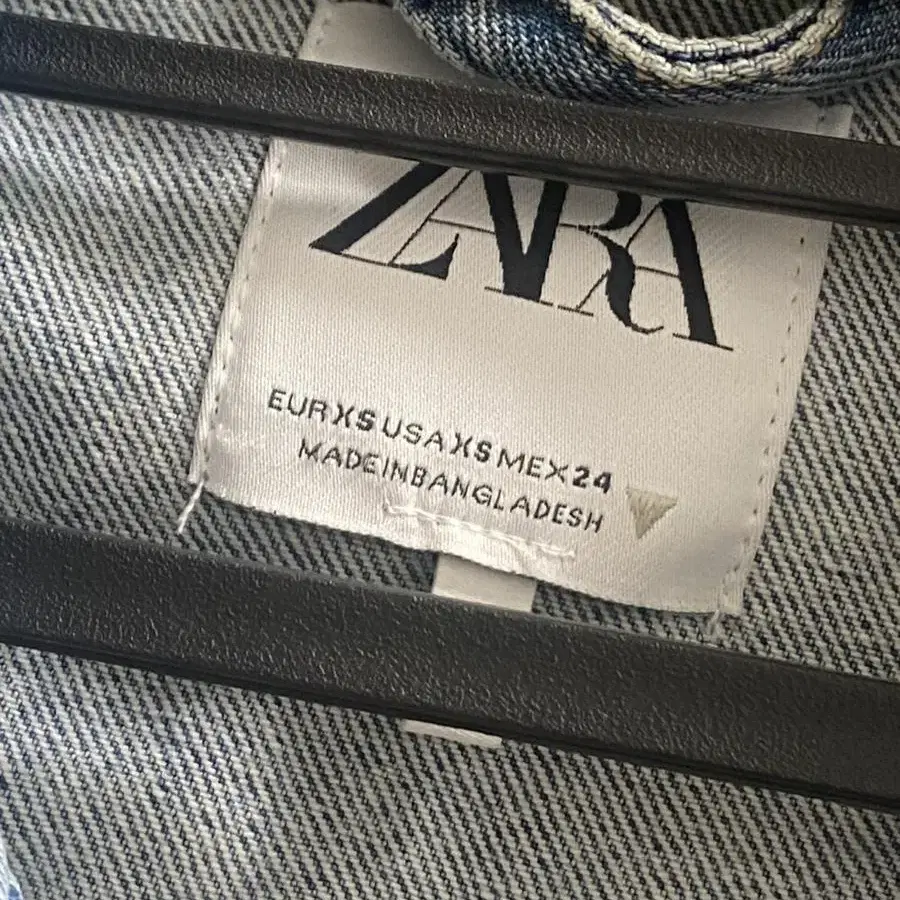 ZARA
EUR XS USA XS MEX 24
MADE IN BANGLADESH